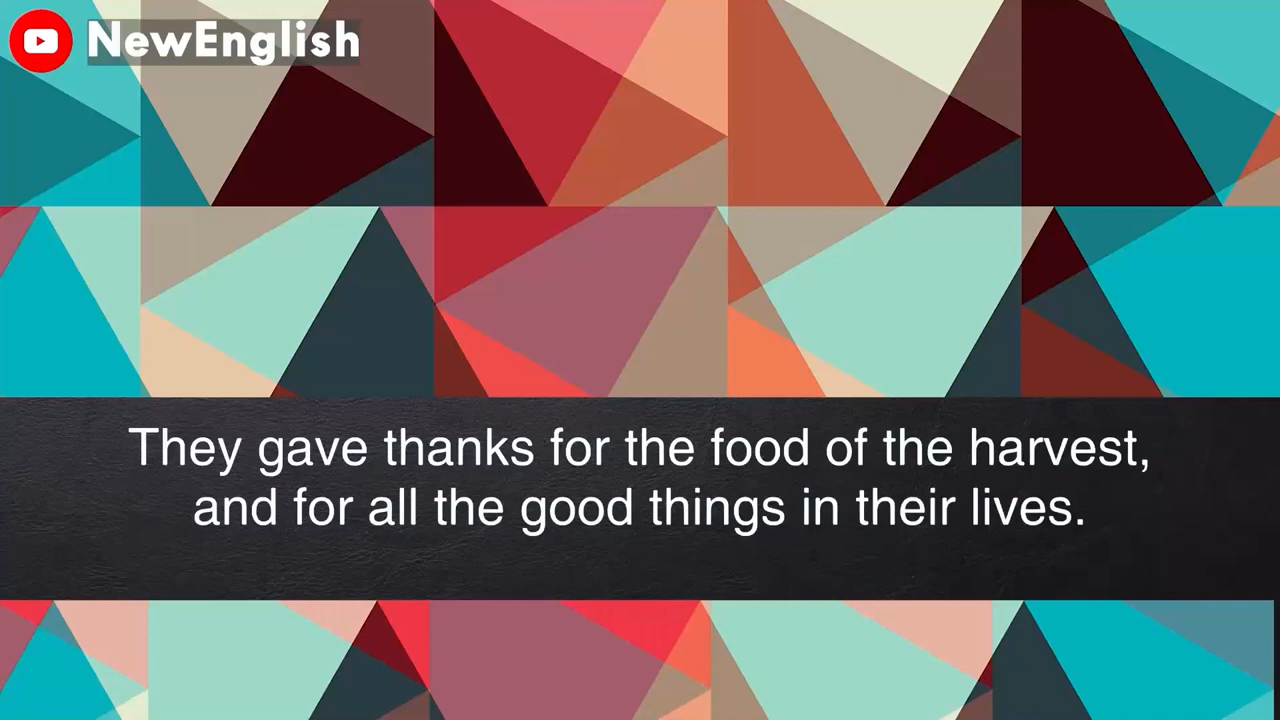 NewEnglish
They gave thanks for the food of the harvest,
and for all the good things in their lives.